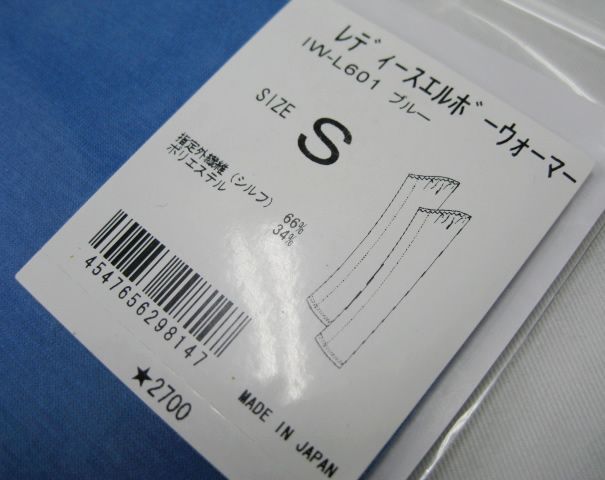 レディースエルボーウォーマー
IW-L601 ブルー
SIZE S
指定外繊維（シルフ） 66%
ポリエステル 34%
4547656298147
★2700
MADE IN JAPAN